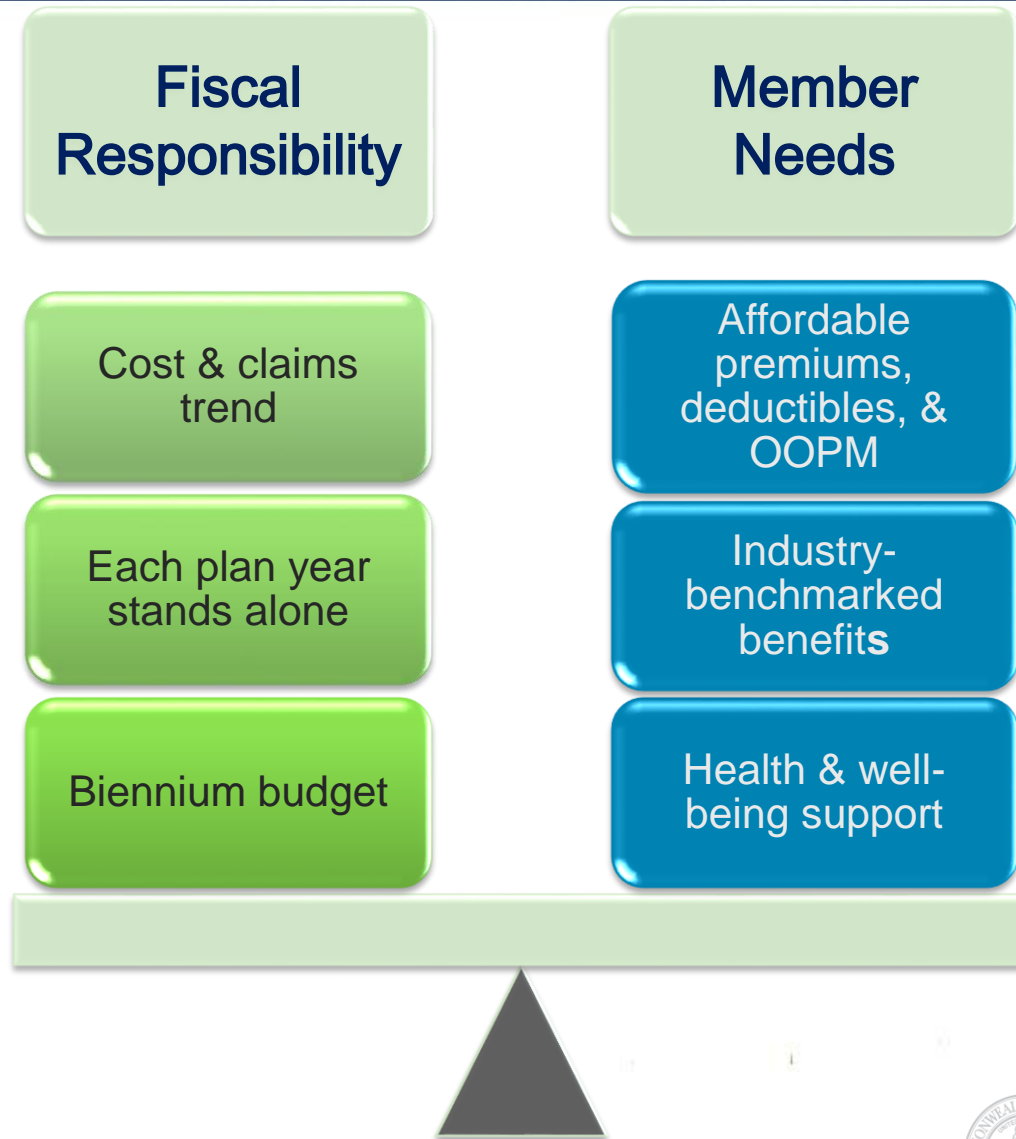 Fiscal
Responsibility
Member
Needs
Cost & claims
trend
Each plan year
stands alone
Biennium budget
Affordable
premiums,
deductibles, &
OOPM
Industry-
benchmarked
benefits
Health & well-
being support